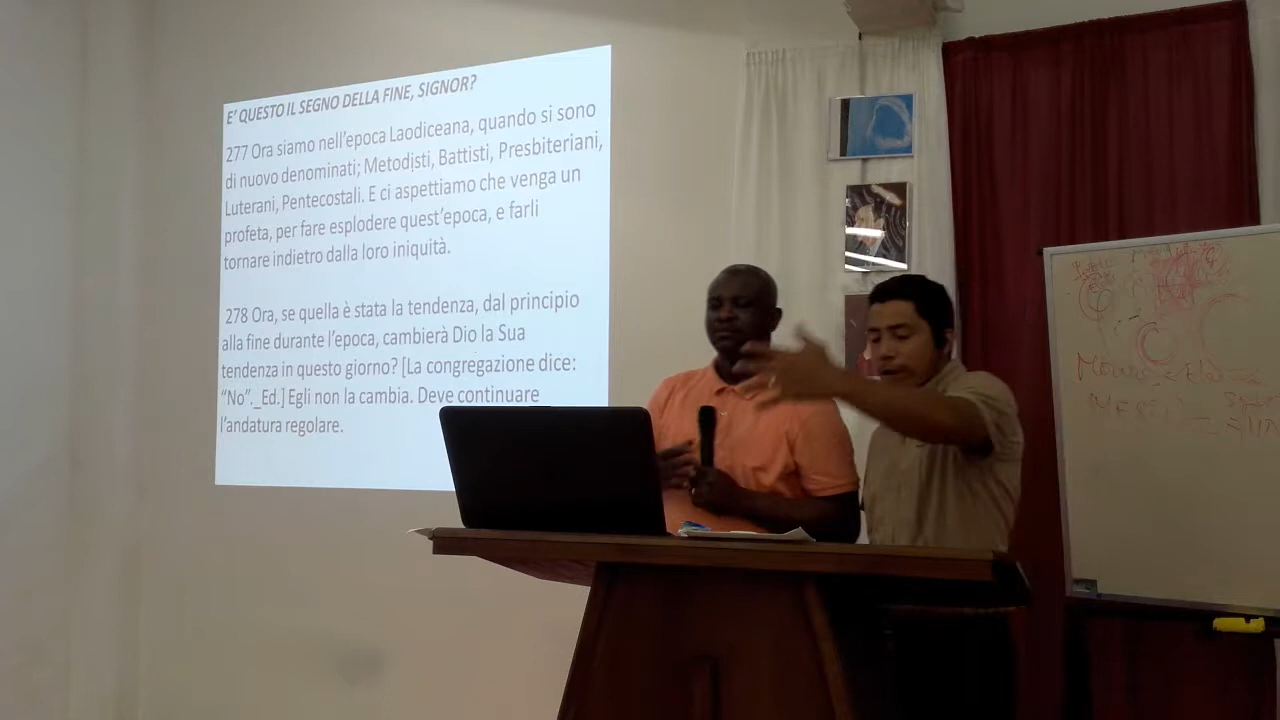 E' QUESTO IL SEGNO DELLA FINE, SIGNOR?
277 Ora siamo nell'epoca Laodiceana, quando si sono
di nuovo denominati; Metodisti, Battisti, Presbiteriani,
Luterani, Pentecostali. E ci aspettiamo che venga un
profeta, per fare esplodere quest'epoca, e farli
tornare indietro dalla loro iniquità.
278 Ora, se quella è stata la tendenza, dal principio
alla fine durante l'epoca, cambierà Dio la Sua
tendenza in questo giorno? [La congregazione dice:
“No”._Ed.] Egli non la cambia. Deve continuare
l'andatura regolare.